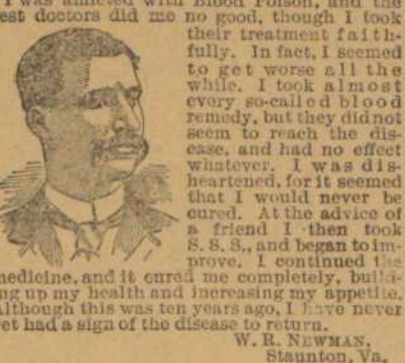 I was afflicted with Blood Poison, and the
est doctors did me no good, though I took
their treatment faith-
fully. In fact, I seemed
to get worse all the
while. I took almost
every so-called blood
remedy, but they did not
seem to reach the dis-
ease, and had no effect
whatever. I was dis-
heartened, for it seemed
that I would never be
cured. At the advice of
a friend I then took
S. S. S., and began to im-
prove. I continued the
medicine, and it cured me completely, build-
ng up my health and increasing my appetite.
Although this was ten years ago, I have never
et had a sign of the disease to return.
W. R. NEWMAN,
Staunton, Va.